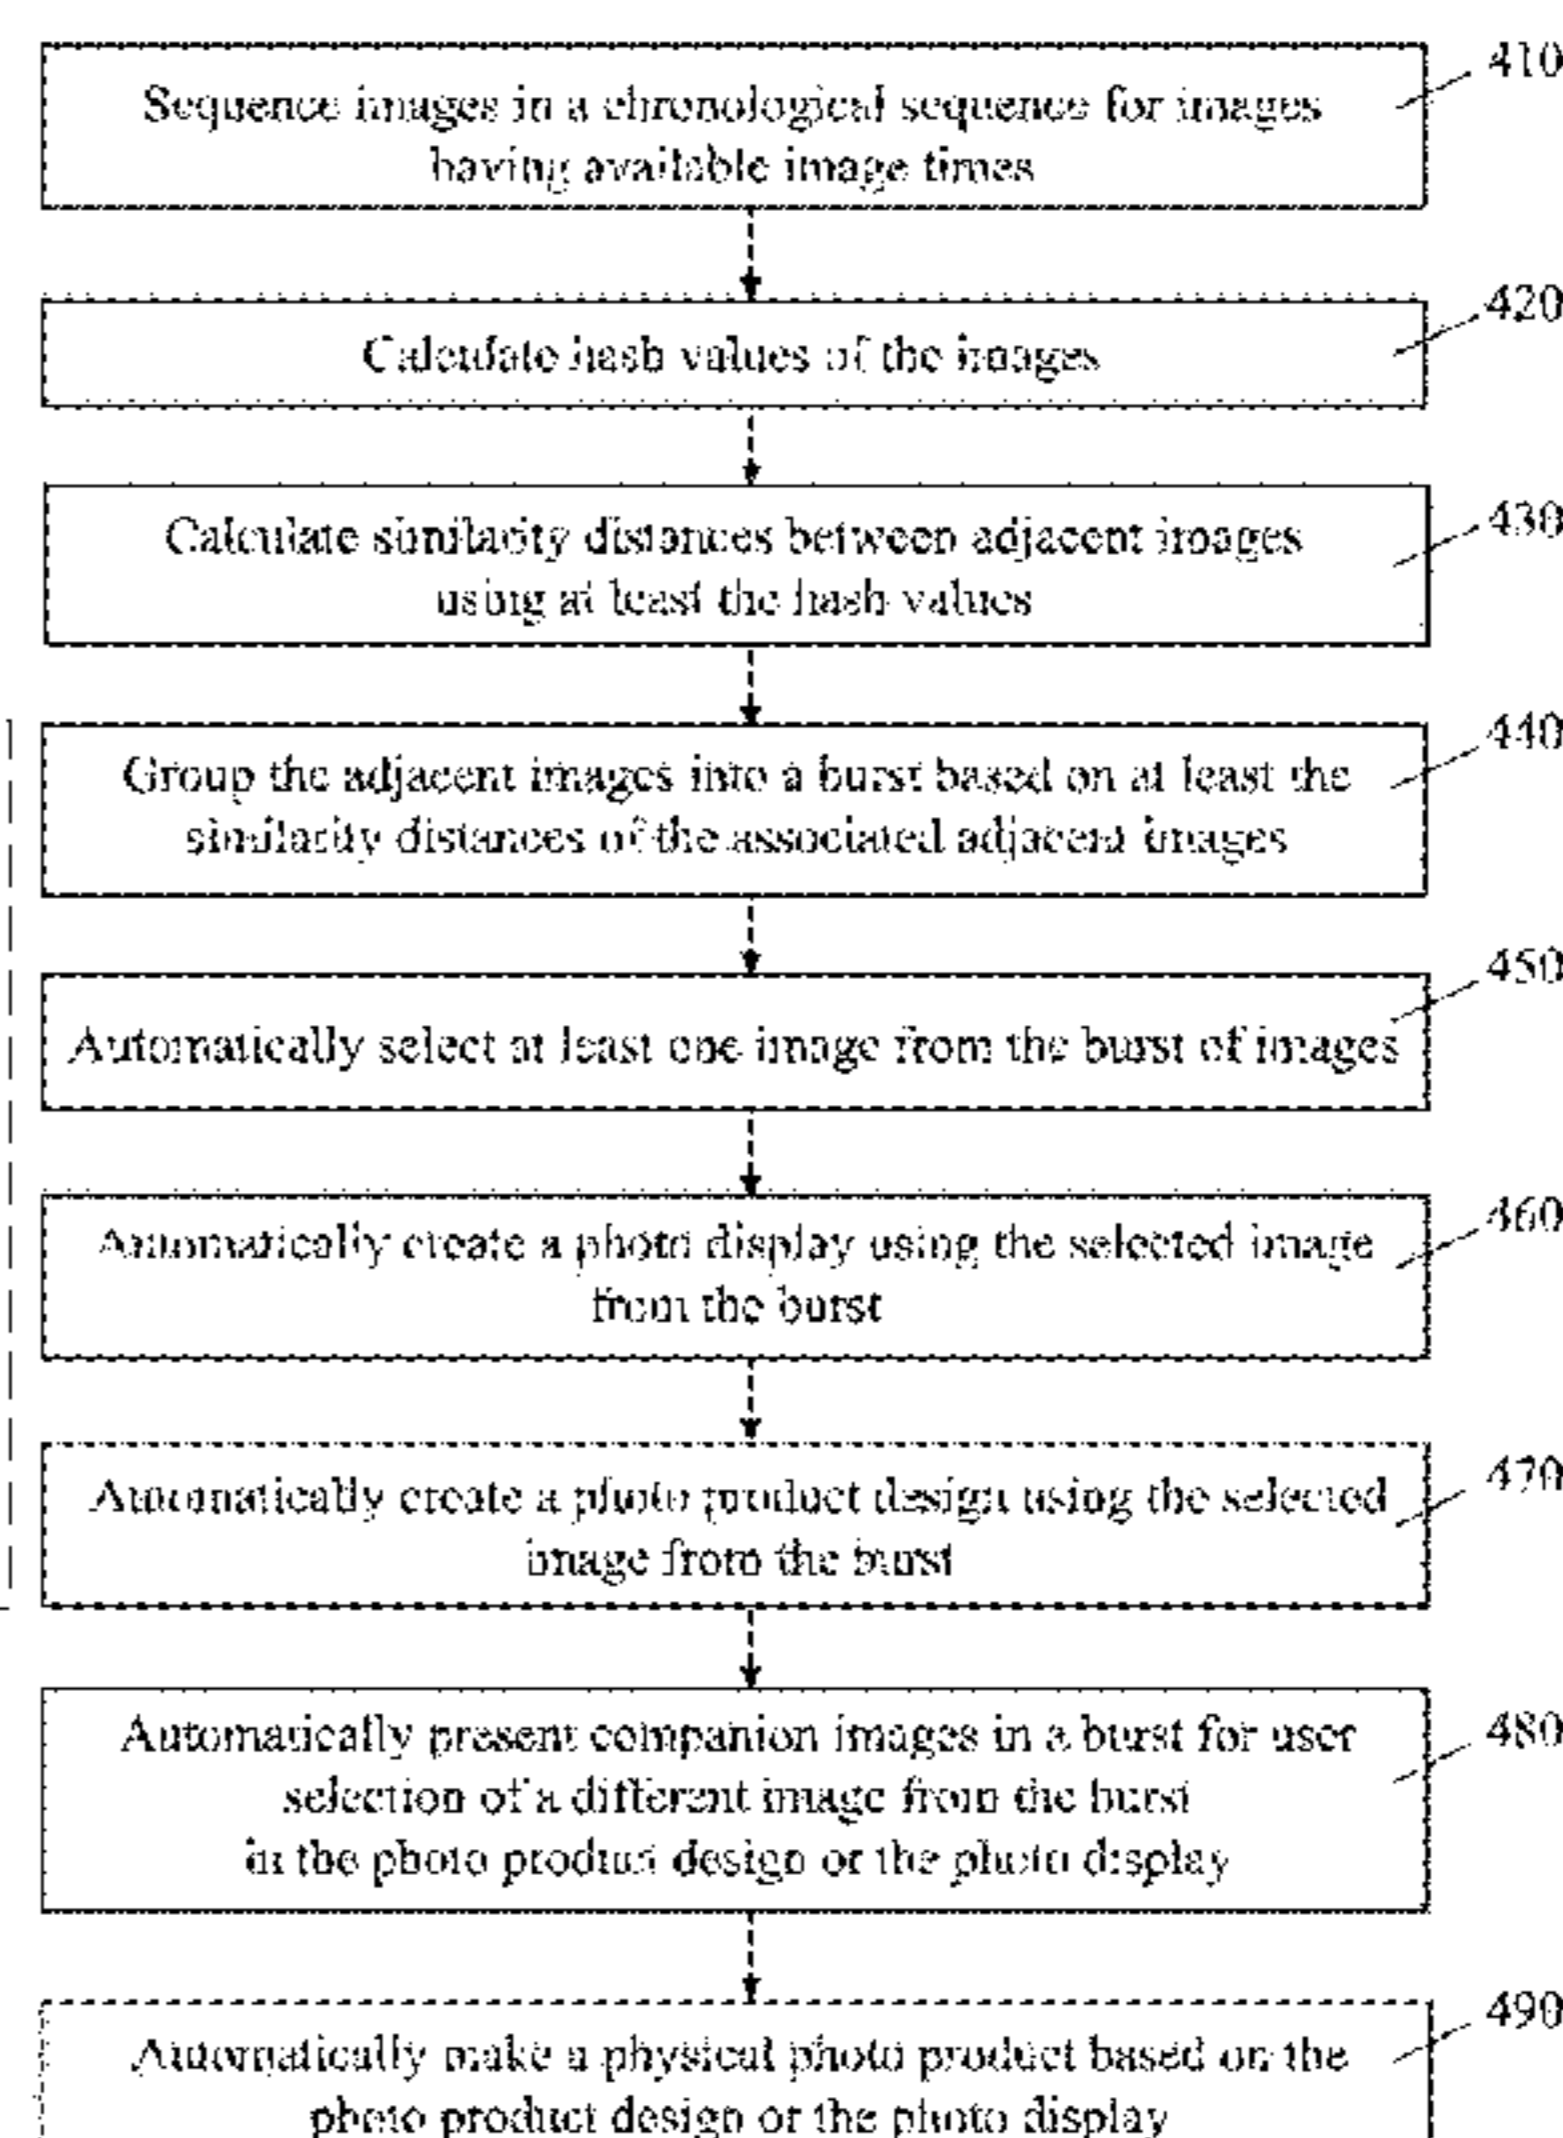 410
Sequence images in a chronological sequence for images
having available image times
420
Calculate hash values of the images
430
Calculate similarity distances between adjacent images
using at least the hash values
440
Group the adjacent images into a burst based on at least the
similarity distances of the associated adjacent images
450
Automatically select at least one image from the burst of images
460
Automatically create a photo display using the selected image
from the burst
470
Automatically create a photo product design using the selected
image from the burst
480
Automatically present companion images in a burst for user
selection of a different image from the burst
in the photo product design or the photo display
490
Automatically make a physical photo product based on the
photo product design or the photo display